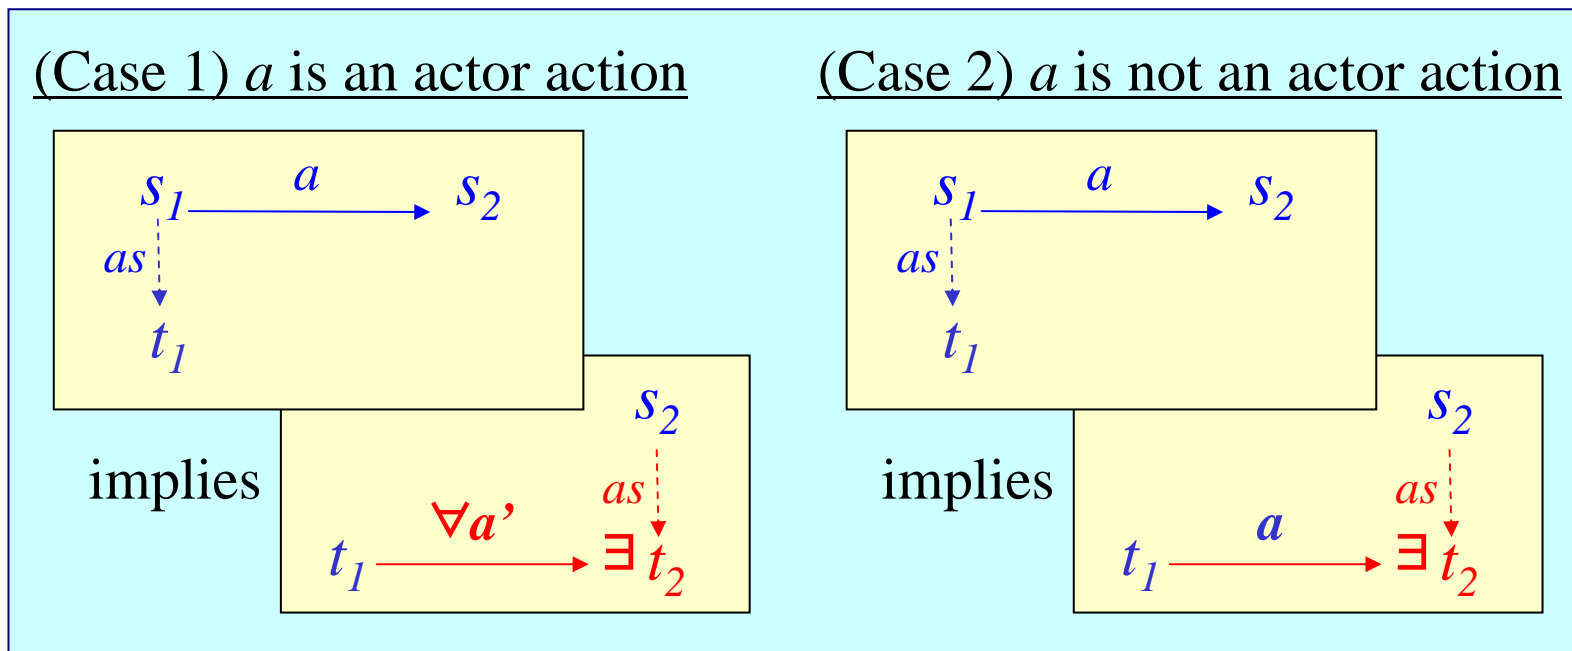 (Case 1) a is an actor action
s₁ a s₂
as
t₁
s₂
implies
as
∀a’
t₁ ∃ t₂
(Case 2) a is not an actor action
s₁ a s₂
as
t₁
s₂
implies
as
a
t₁ ∃ t₂